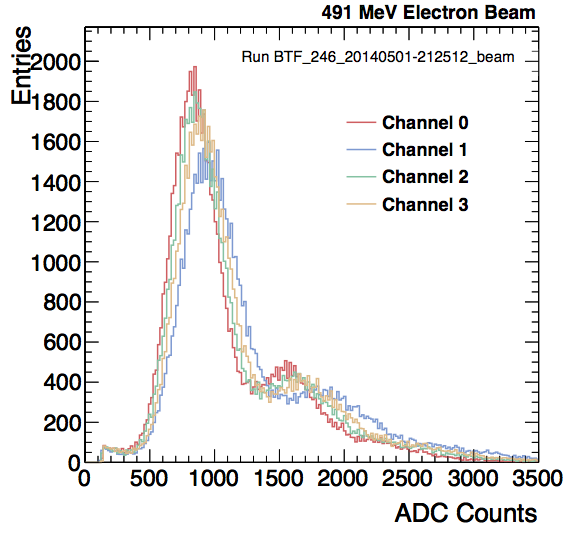 491 MeV Electron Beam
Entries
Run BTF_246_20140501-212512_beam
Channel 0
Channel 1
Channel 2
Channel 3
2000
1800
1600
1400
1200
1000
800
600
400
200
0
0 500 1000 1500 2000 2500 3000 3500
ADC Counts